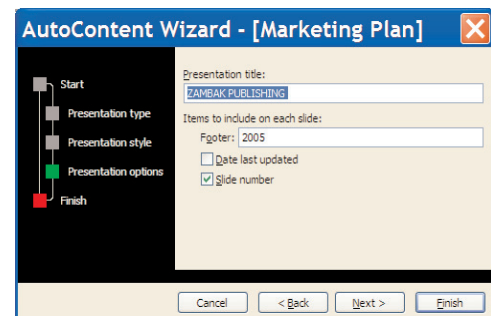 AutoContent Wizard - [Marketing Plan]
Start
Presentation type
Presentation style
Presentation options
Finish
Presentation title:
ZAMBAK PUBLISHING
Items to include on each slide:
Footer: 2005
Date last updated
Slide number
Cancel
< Back
Next >
Finish